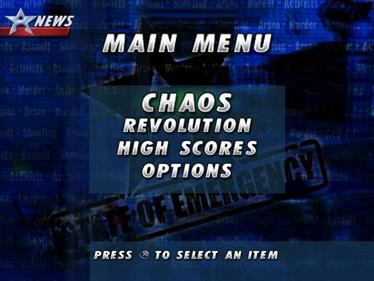 NEWS
MAIN MENU
CHAOS
REVOLUTION
HIGH SCORES
OPTIONS
STATE OF EMERGENCY
PRESS TO SELECT AN ITEM